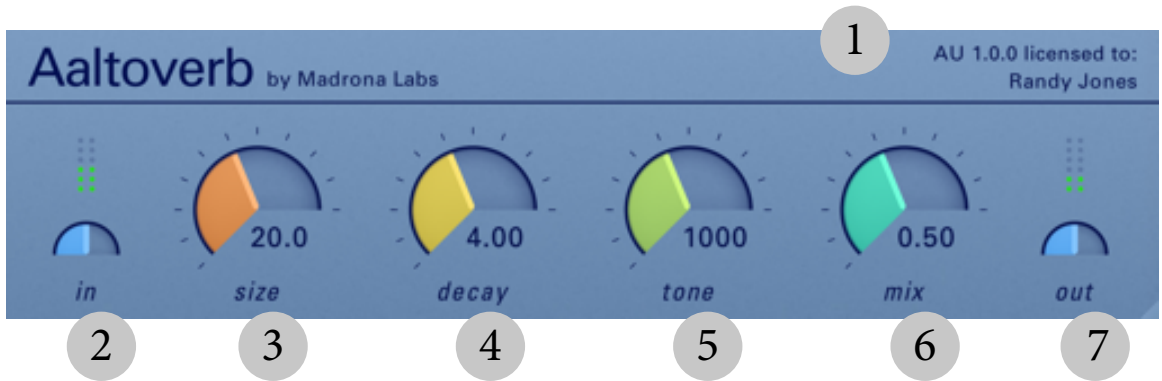 1
Aaltoverb by Madrona Labs
AU 1.0.0 licensed to:
Randy Jones
20.0 4.00 1000 0.50
in size decay tone mix out
2 3 4 5 6 7